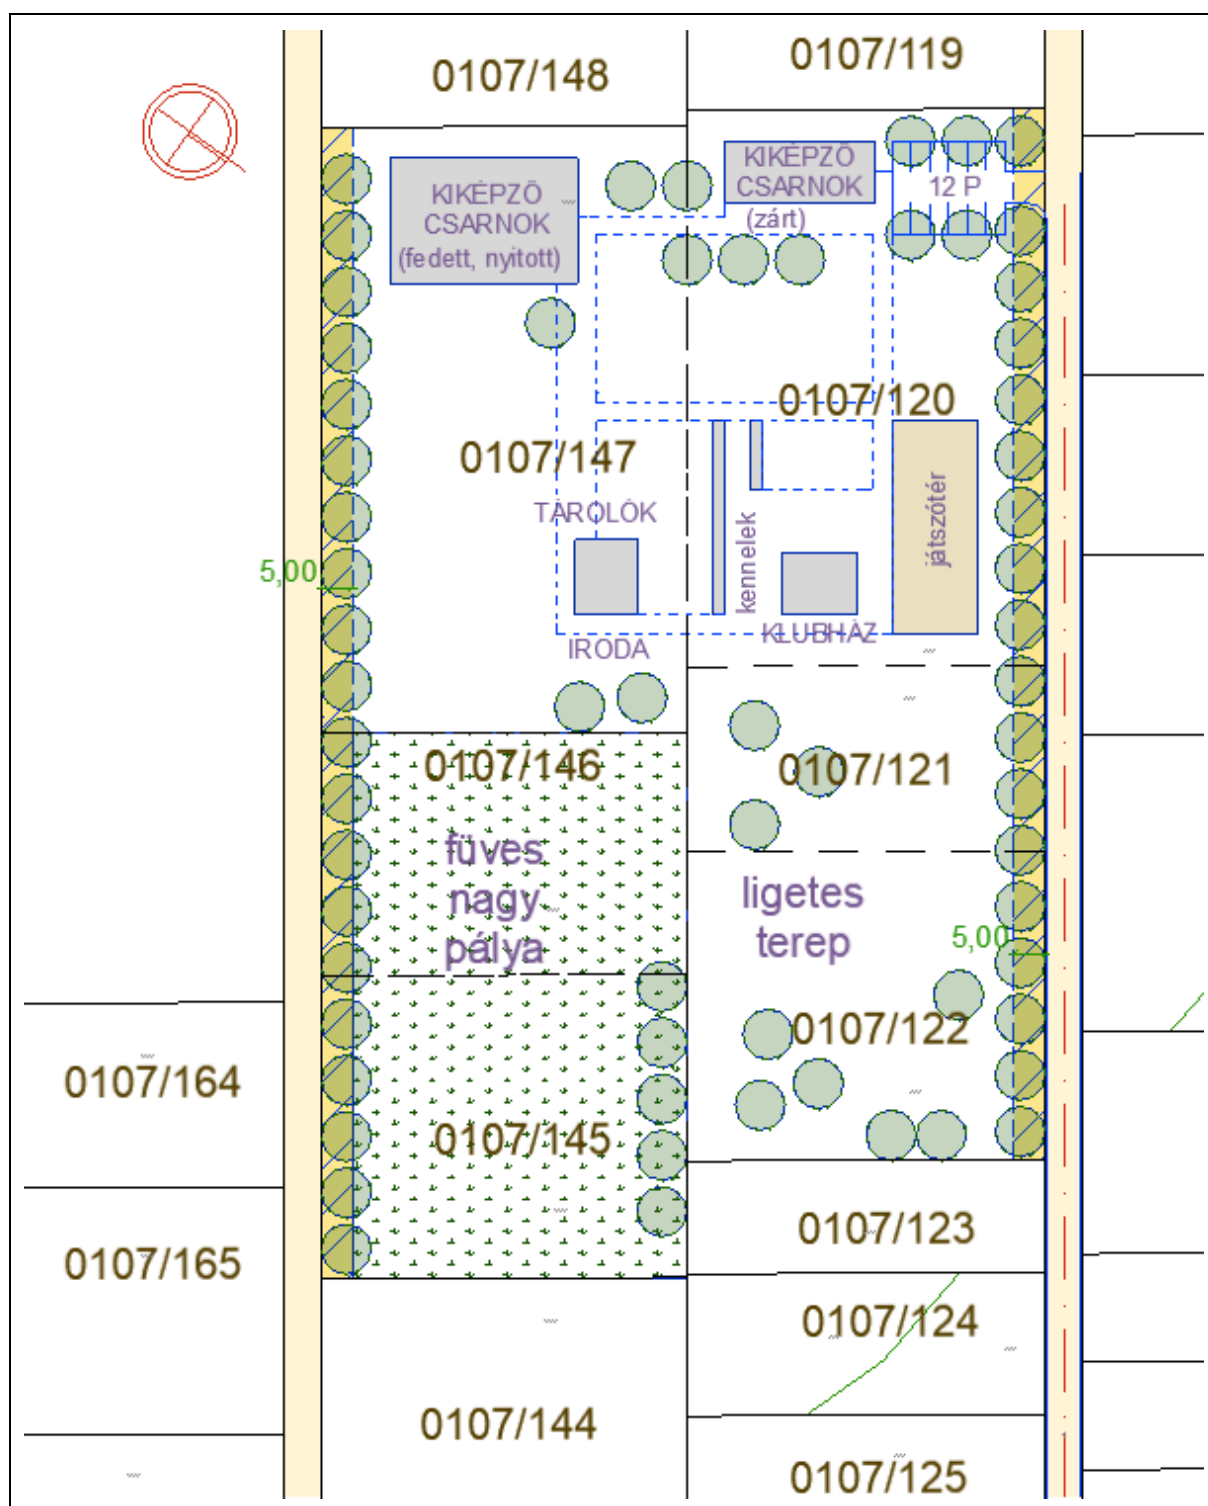 0107/148
0107/119
KIKÉPZŐ
CSARNOK
(fedett, nyitott)
KIKÉPZŐ
CSARNOK
(zárt)
12 P
0107/120
0107/147
TÁROLÓK
kennelek
játszótér
5,00
IRODA
KLUBHÁZ
0107/146
0107/121
füves
nagy
pálya
ligetes
terep
5,00
0107/122
0107/164
0107/145
0107/165
0107/123
0107/124
0107/144
0107/125